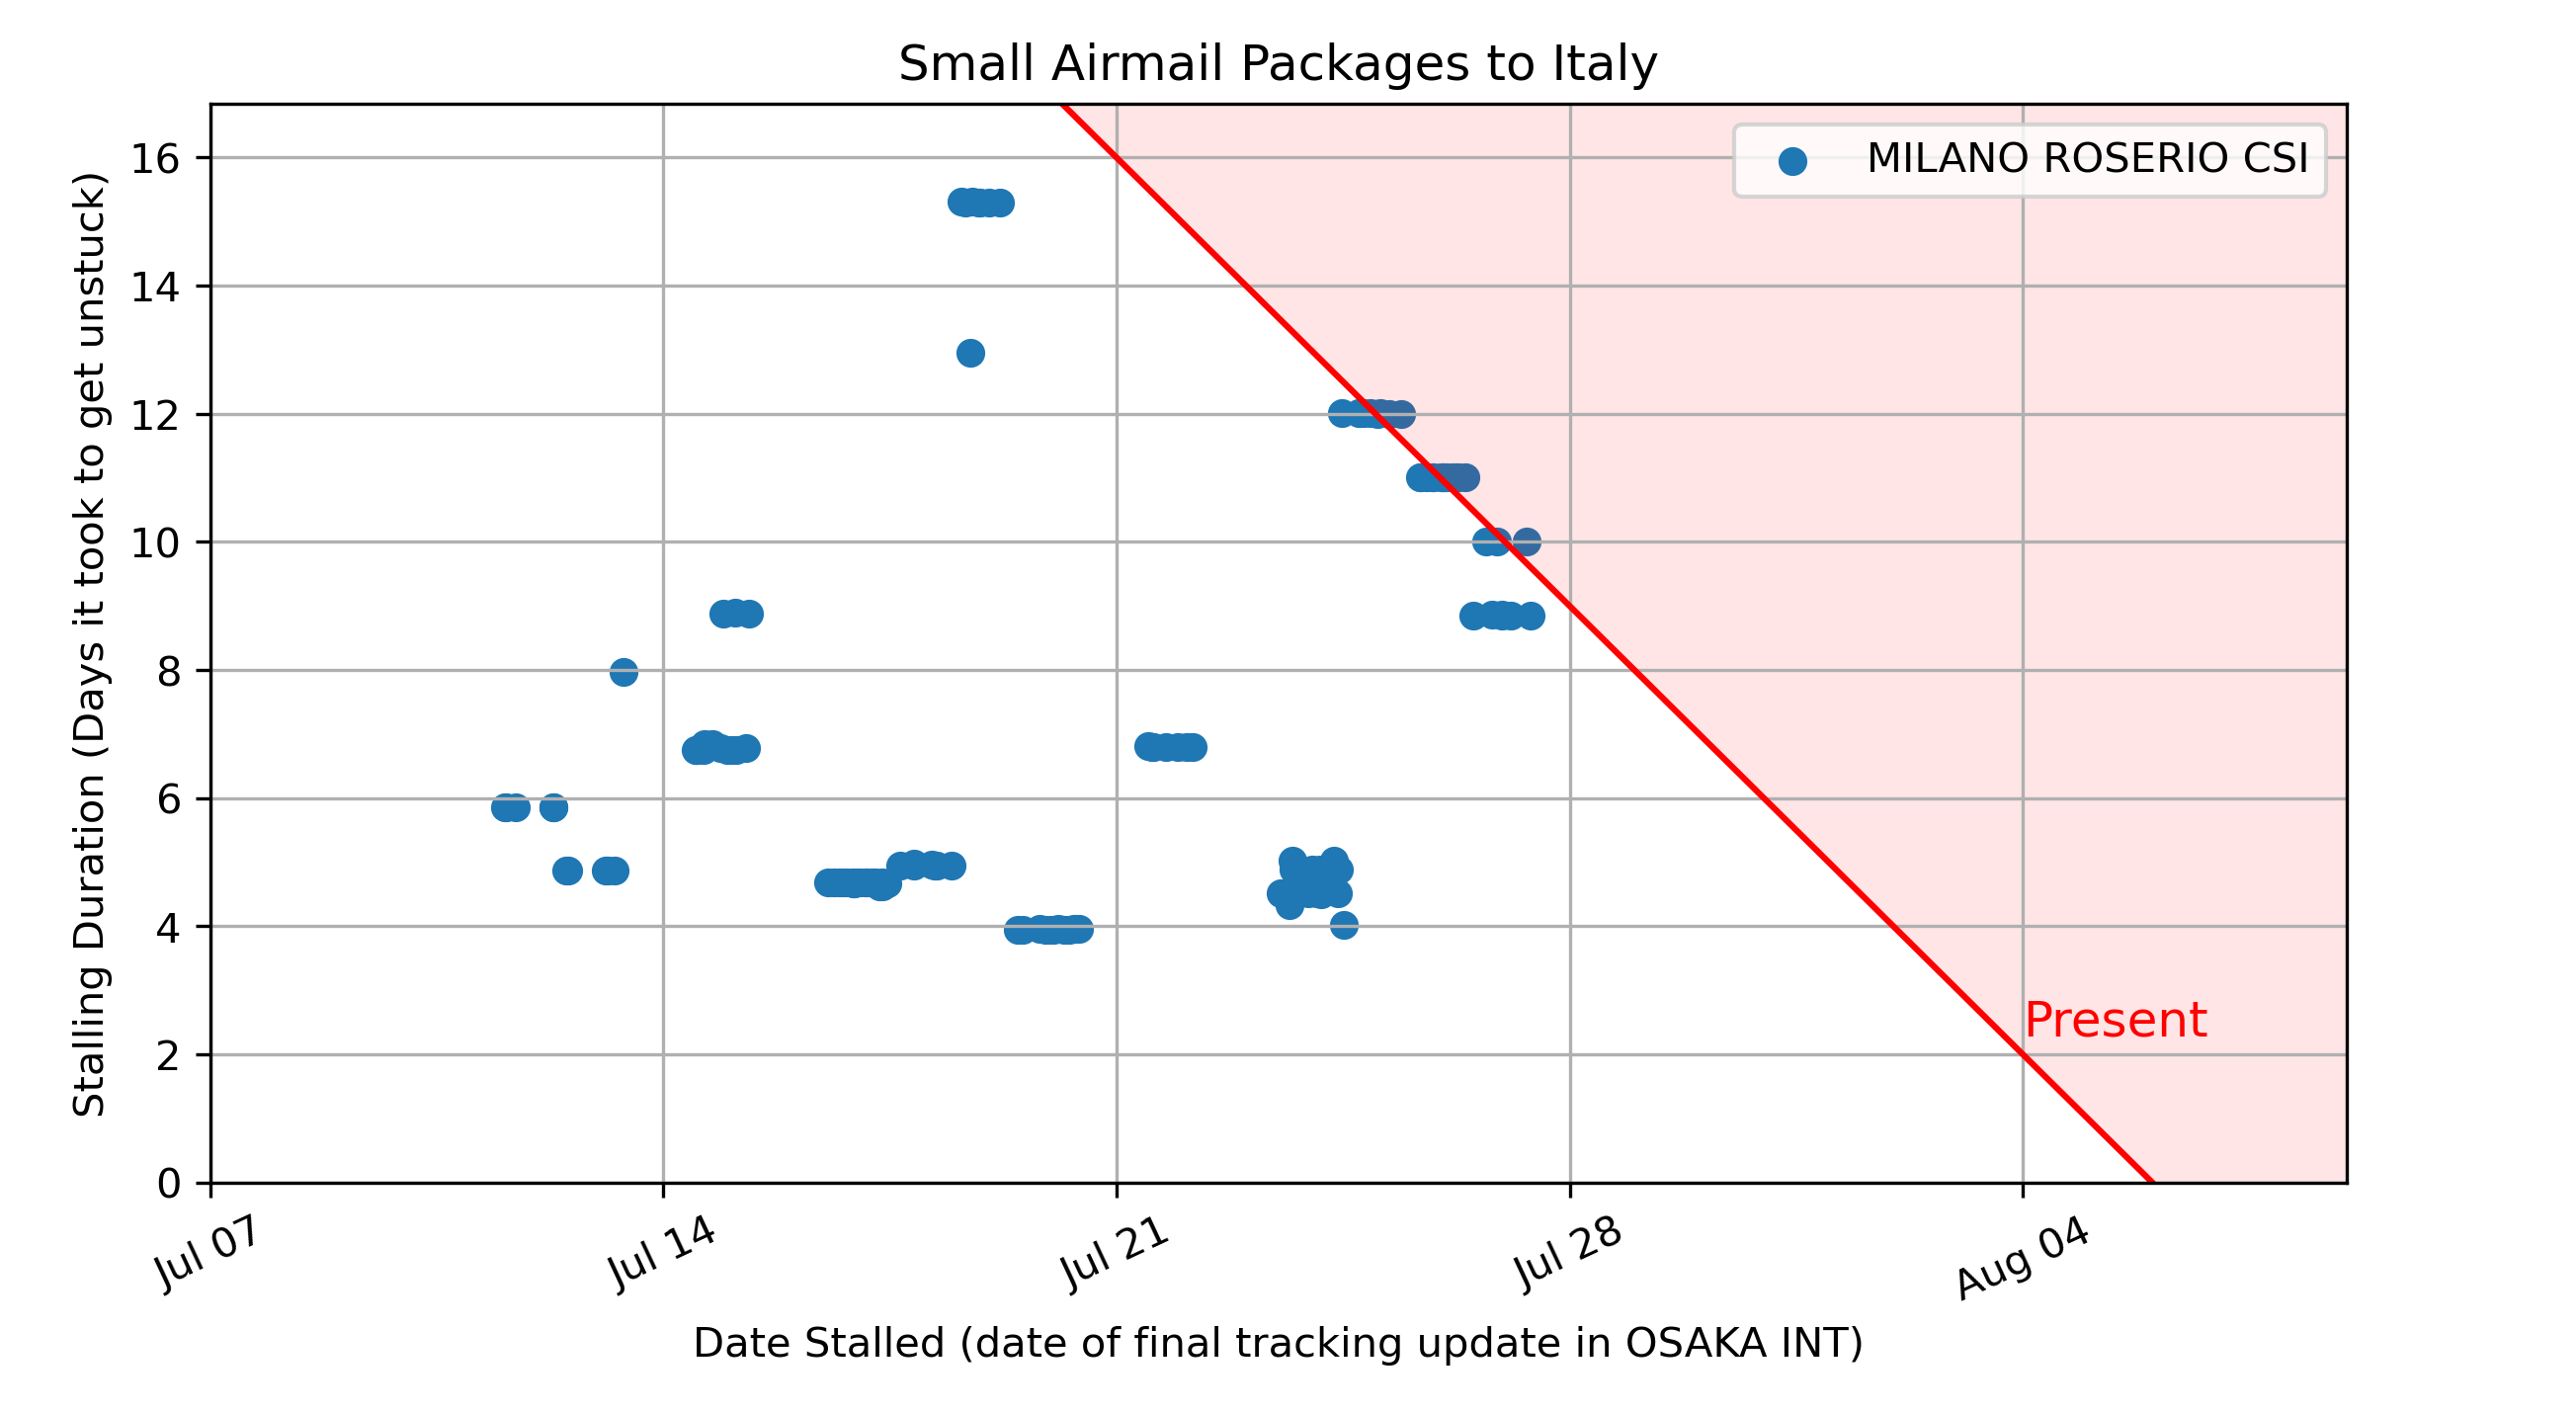 Small Airmail Packages to Italy
MILANO ROSERIO CSI
Stalling Duration (Days it took to get unstuck)
16
14
12
10
8
6
4
2
0
Present
Jul 07
Jul 14
Jul 21
Jul 28
Aug 04
Date Stalled (date of final tracking update in OSAKA INT)